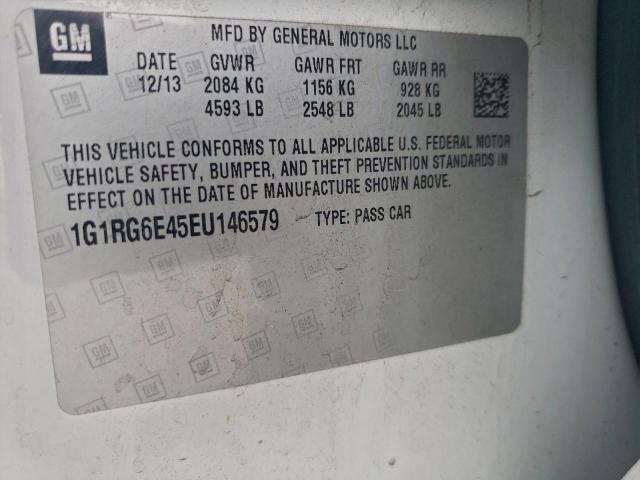 GM
MFD BY GENERAL MOTORS LLC
DATE GVWR GAWR FRT GAWR RR
12/13 2084 KG 1156 KG 928 KG
4593 LB 2548 LB 2045 LB
THIS VEHICLE CONFORMS TO ALL APPLICABLE U.S. FEDERAL MOTOR
VEHICLE SAFETY, BUMPER, AND THEFT PREVENTION STANDARDS IN
EFFECT ON THE DATE OF MANUFACTURE SHOWN ABOVE.
1G1RG6E45EU146579 TYPE: PASS CAR